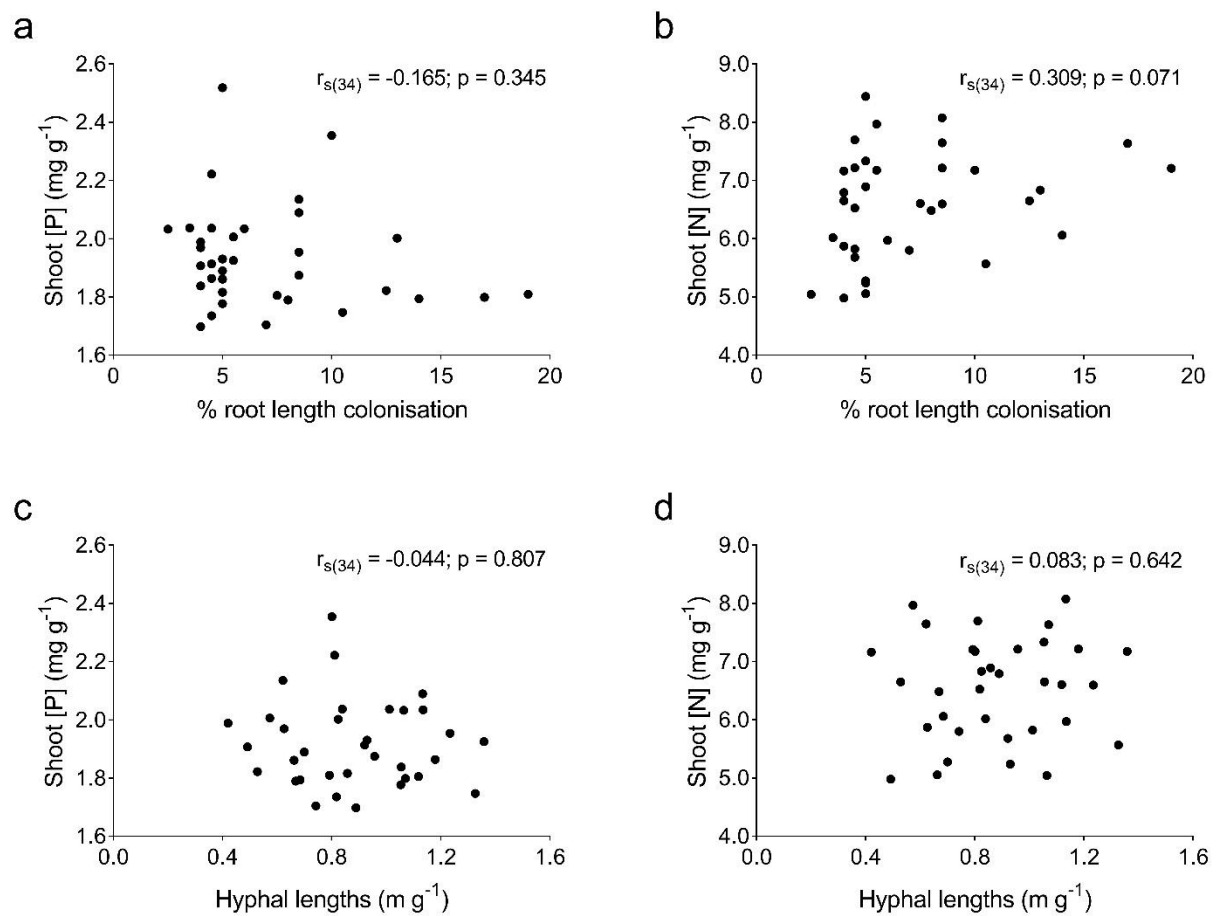 a
r_s(34) = -0.165; p = 0.345
Shoot [P] (mg g⁻¹)
2.6
2.4
2.2
2.0
1.8
1.6
0 5 10 15 20
% root length colonisation
b
r_s(34) = 0.309; p = 0.071
Shoot [N] (mg g⁻¹)
9.0
8.0
7.0
6.0
5.0
4.0
0 5 10 15 20
% root length colonisation
c
r_s(34) = -0.044; p = 0.807
Shoot [P] (mg g⁻¹)
2.6
2.4
2.2
2.0
1.8
1.6
0.0 0.4 0.8 1.2 1.6
Hyphal lengths (m g⁻¹)
d
r_s(34) = 0.083; p = 0.642
Shoot [N] (mg g⁻¹)
9.0
8.0
7.0
6.0
5.0
4.0
0.0 0.4 0.8 1.2 1.6
Hyphal lengths (m g⁻¹)